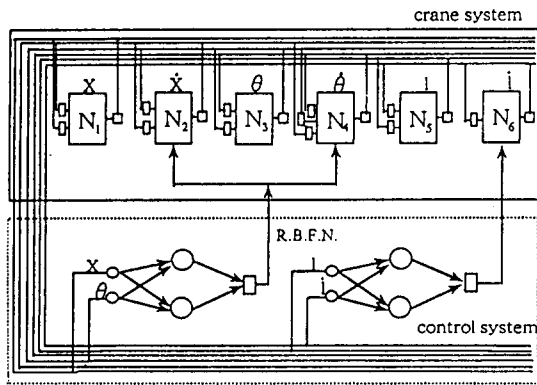 crane system
X Ẋ θ θ̇ l l̇
N₁ N₂ N₃ N₄ N₅ N₆
R.B.F.N.
X l
θ l̇
control system